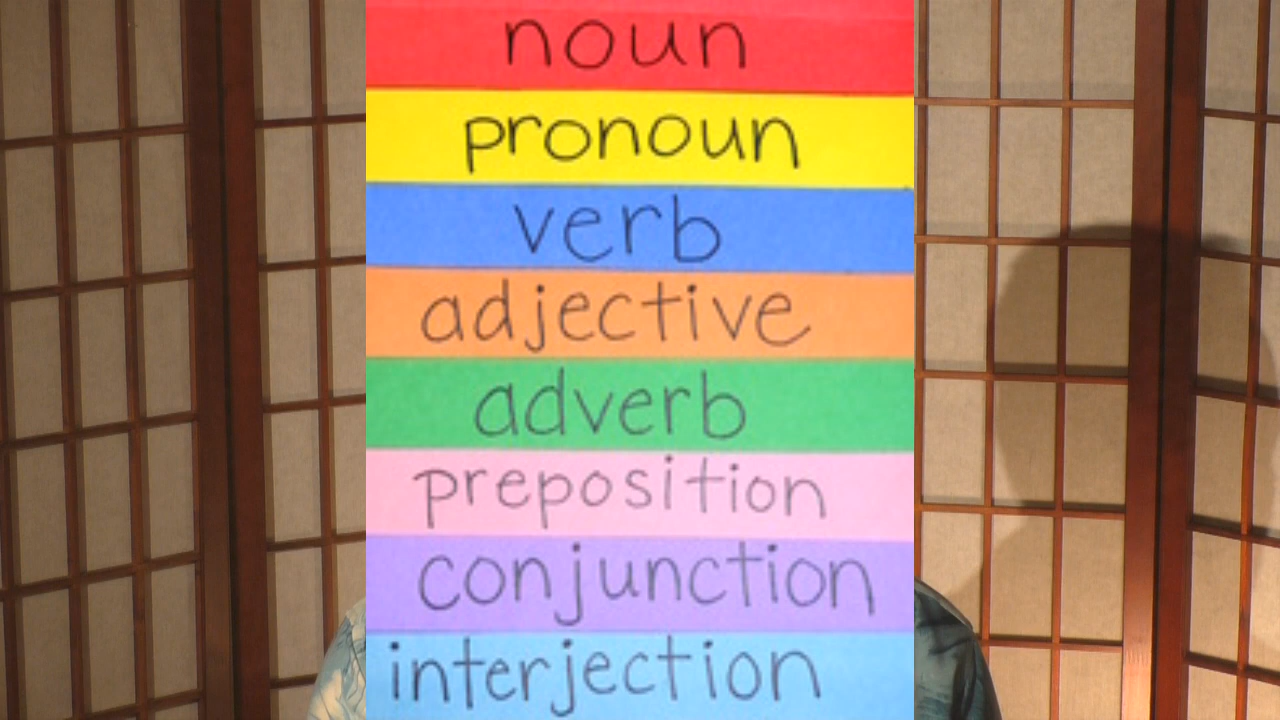 noun
pronoun
verb
adjective
adverb
preposition
conjunction
interjection